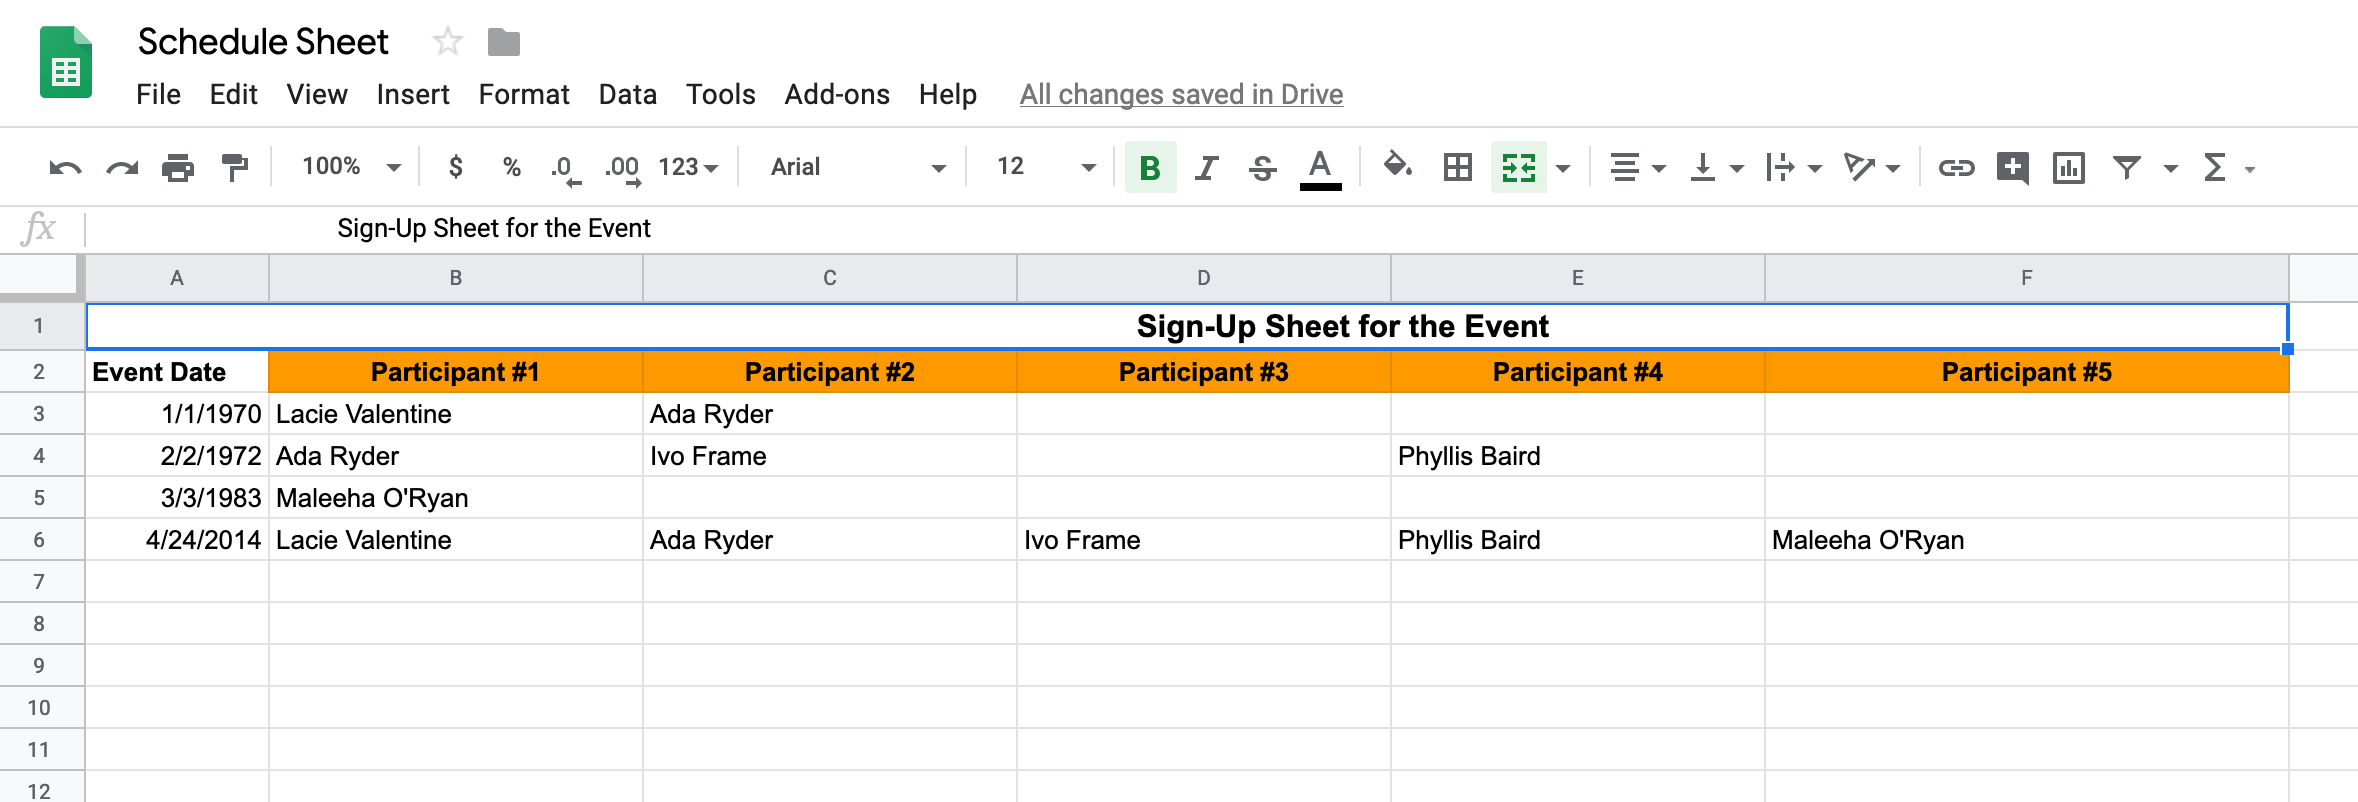 Schedule Sheet
File Edit View Insert Format Data Tools Add-ons Help All changes saved in Drive
100% $ % .0 .00 123 Arial 12 B I S A Σ
fx Sign-Up Sheet for the Event
A B C D E F
1 Sign-Up Sheet for the Event
2 Event Date Participant #1 Participant #2 Participant #3 Participant #4 Participant #5
3 1/1/1970 Lacie Valentine Ada Ryder
4 2/2/1972 Ada Ryder Ivo Frame Phyllis Baird
5 3/3/1983 Maleeha O'Ryan
6 4/24/2014 Lacie Valentine Ada Ryder Ivo Frame Phyllis Baird Maleeha O'Ryan
7
8
9
10
11
12